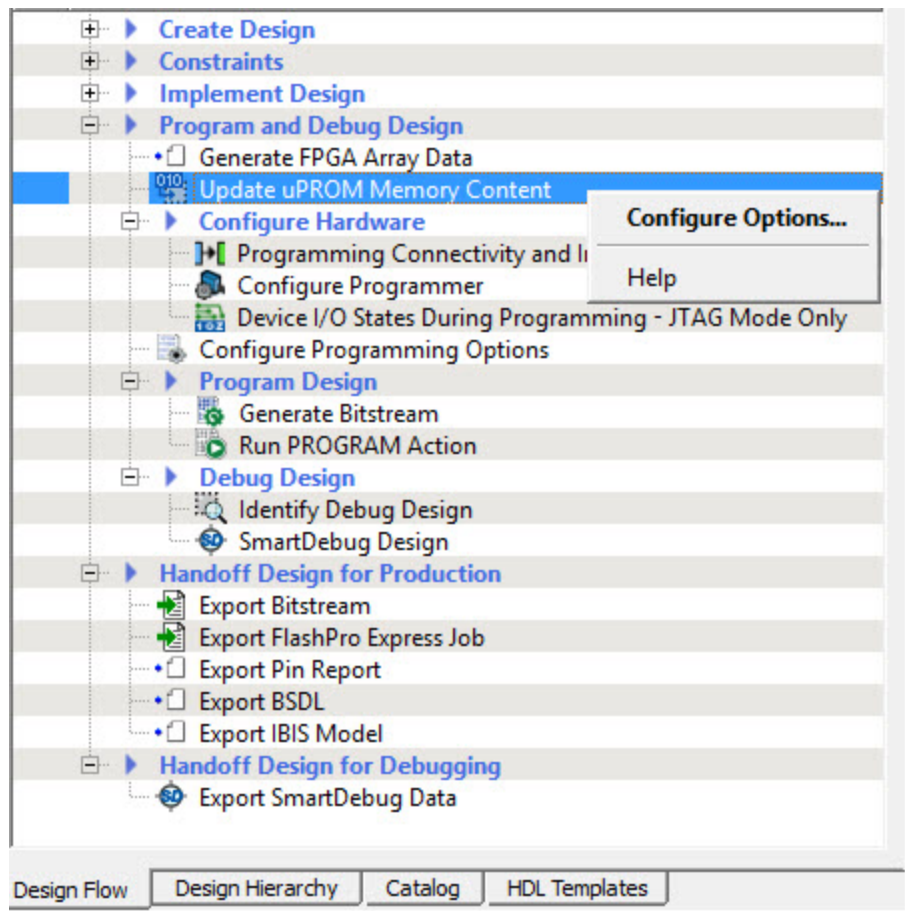 Create Design
Constraints
Implement Design
Program and Debug Design
Generate FPGA Array Data
010
Update uPROM Memory Content
Configure Options...
Configure Hardware
Programming Connectivity and
Help
Configure Programmer
Device I/O States During Programming - JTAG Mode Only
Configure Programming Options
Program Design
Generate Bitstream
Run PROGRAM Action
Debug Design
Identify Debug Design
SD
SmartDebug Design
Handoff Design for Production
Export Bitstream
Export FlashPro Express Job
Export Pin Report
Export BSDL
Export IBIS Model
Handoff Design for Debugging
SD
Export SmartDebug Data
Design Flow
Design Hierarchy
Catalog
HDL Templates